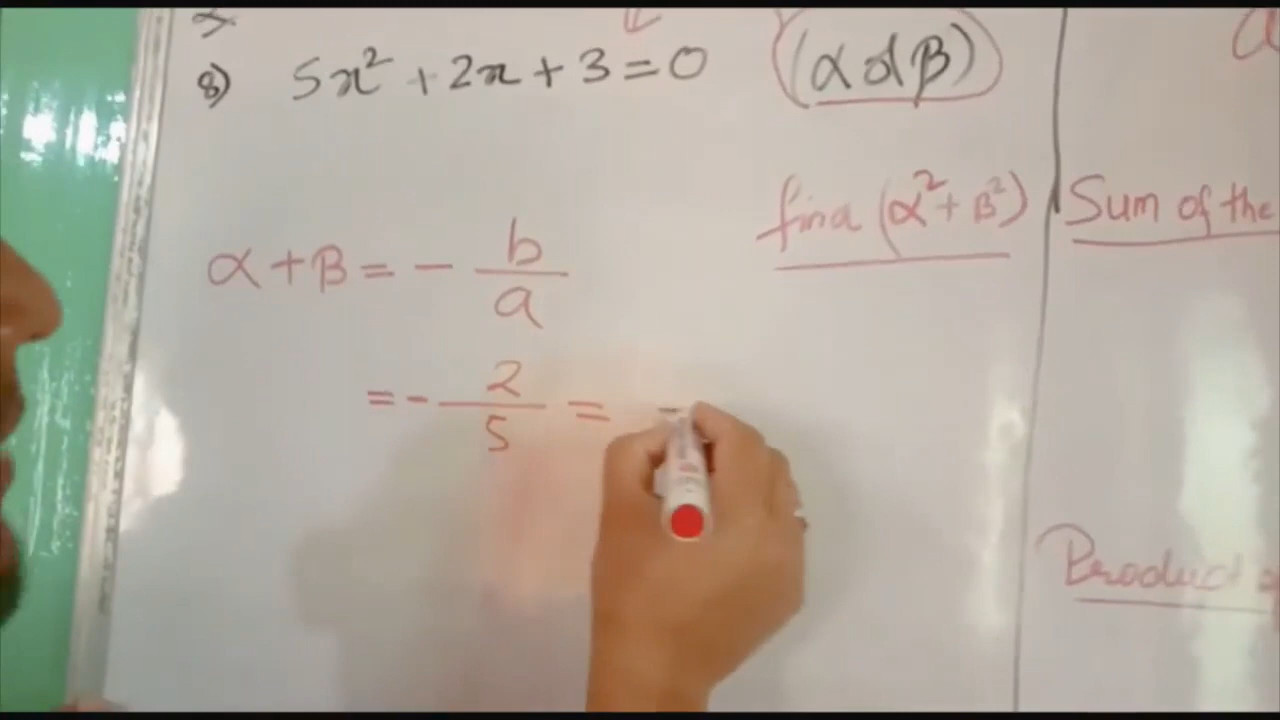 8) 5x² + 2x + 3 = 0 (α & β)
find (α² + β²)
α + β = - b/a
= - 2/5 =
Sum of the
Product